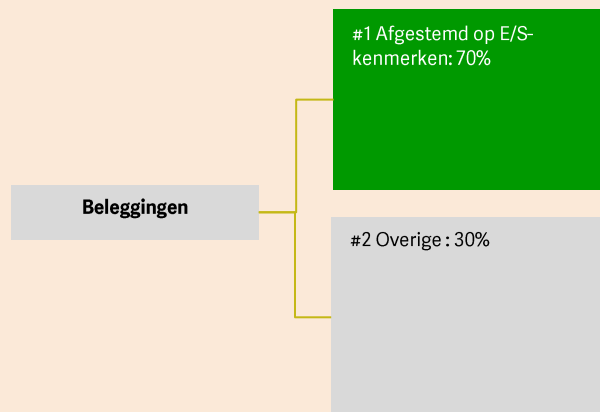 #1 Afgestemd op E/S-
kenmerken: 70%
Beleggingen
#2 Overige : 30%